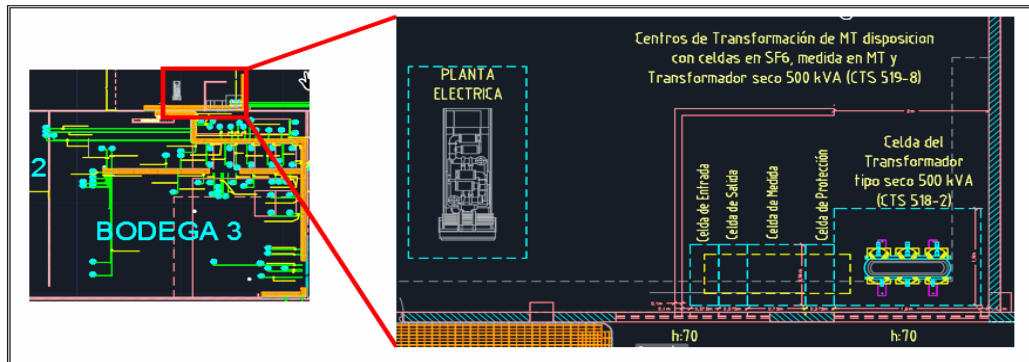 2
BODEGA 3
Centros de Transformación de MT disposicion
con celdas en SF6, medida en MT y
Transformador seco 500 kVA (CTS 519-8)
PLANTA
ELECTRICA
Celda del
Transformador
tipo seco 500 kVA
(CTS 518-2)
Celda de Entrada
Celda de Salida
Celda de Medida
Celda de Protección
h:70
h:70